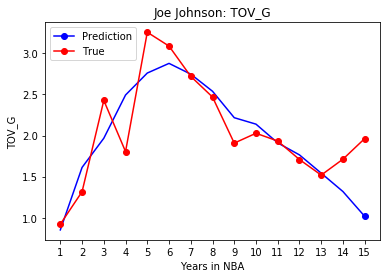 Joe Johnson: TOV_G
Prediction
True
TOV_G
3.0
2.5
2.0
1.5
1.0
1 2 3 4 5 6 7 8 9 10 11 12 13 14 15
Years in NBA